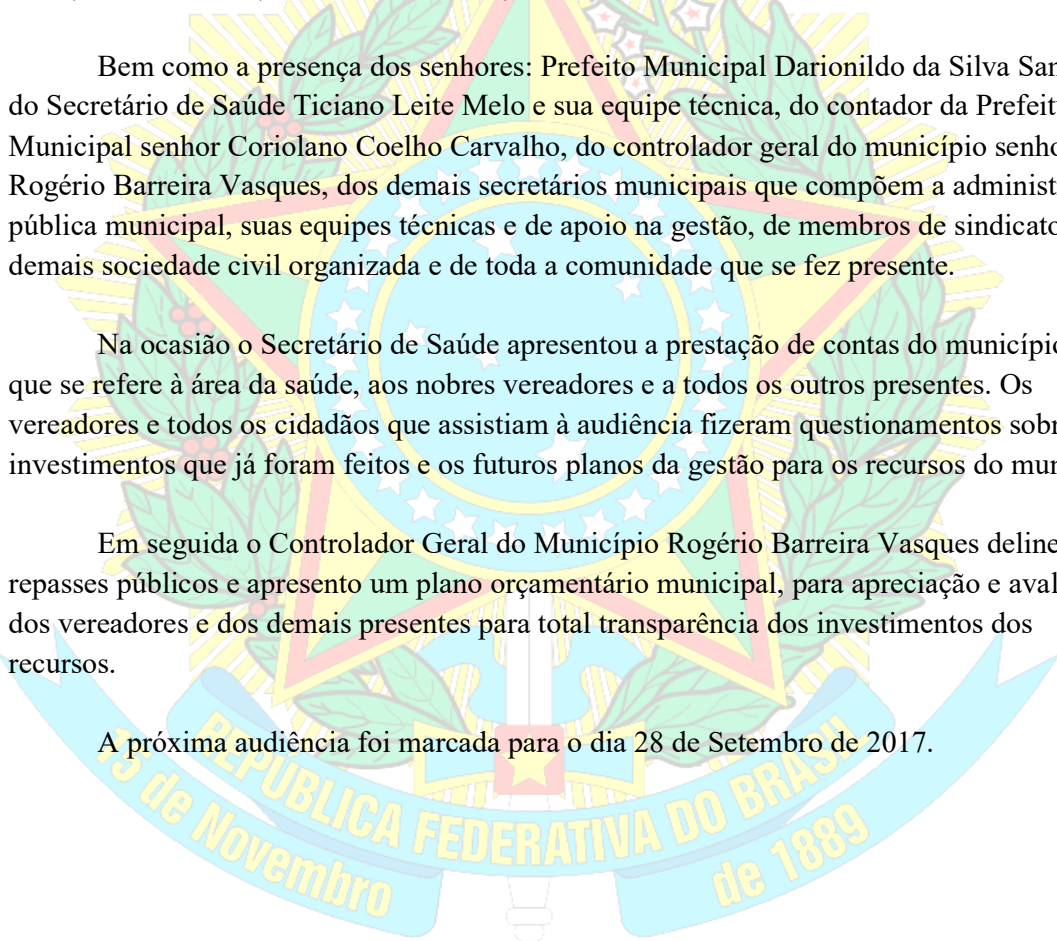 Bem como a presença dos senhores: Prefeito Municipal Darionildo da Silva Sam
do Secretário de Saúde Ticiano Leite Melo e sua equipe técnica, do contador da Prefeit
Municipal senhor Coriolano Coelho Carvalho, do controlador geral do município senho
Rogério Barreira Vasques, dos demais secretários municipais que compõem a administ
pública municipal, suas equipes técnicas e de apoio na gestão, de membros de sindicato
demais sociedade civil organizada e de toda a comunidade que se fez presente.
Na ocasião o Secretário de Saúde apresentou a prestação de contas do município
que se refere à área da saúde, aos nobres vereadores e a todos os outros presentes. Os
vereadores e todos os cidadãos que assistiam à audiência fizeram questionamentos sobr
investimentos que já foram feitos e os futuros planos da gestão para os recursos do mun
Em seguida o Controlador Geral do Município Rogério Barreira Vasques deline
repasses públicos e apresento um plano orçamentário municipal, para apreciação e aval
dos vereadores e dos demais presentes para total transparência dos investimentos dos
recursos.
A próxima audiência foi marcada para o dia 28 de Setembro de 2017.
REPUBLICA FEDERATIVA DO BRASIL
15 de Novembro
de 1889